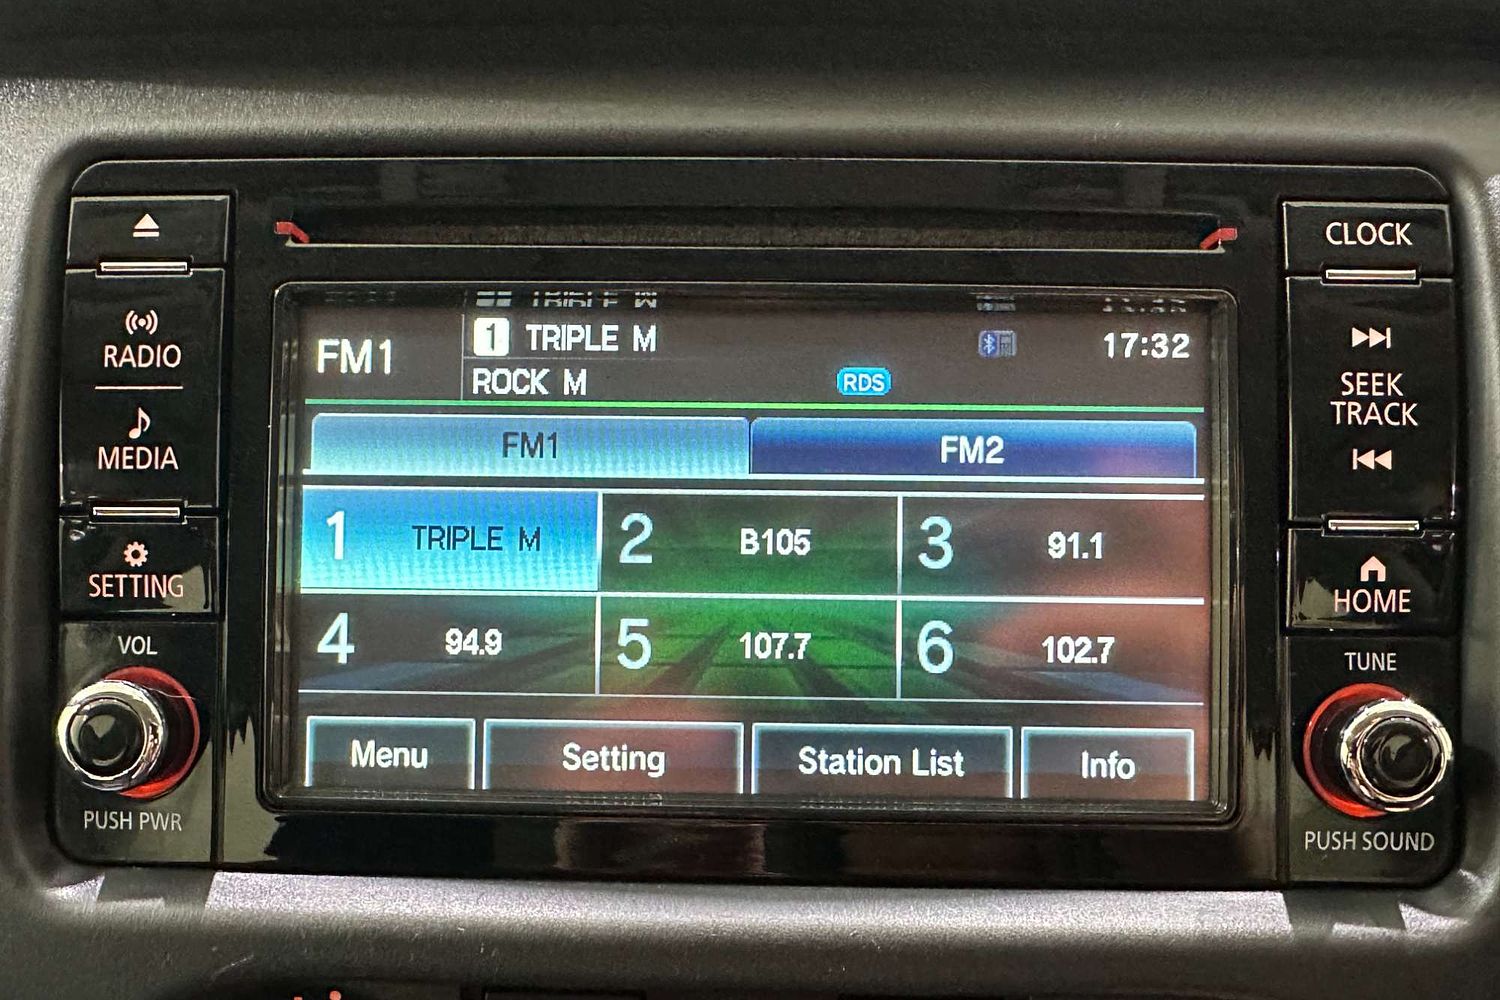 CLOCK
RADIO
MEDIA
SETTING
VOL
PUSH PWR
FM1
1 TRIPLE M
17:32
ROCK M
RDS
FM1 FM2
1 TRIPLE M 2 B105 3 91.1
4 94.9 5 107.7 6 102.7
Menu Setting Station List Info
SEEK
TRACK
HOME
TUNE
PUSH SOUND